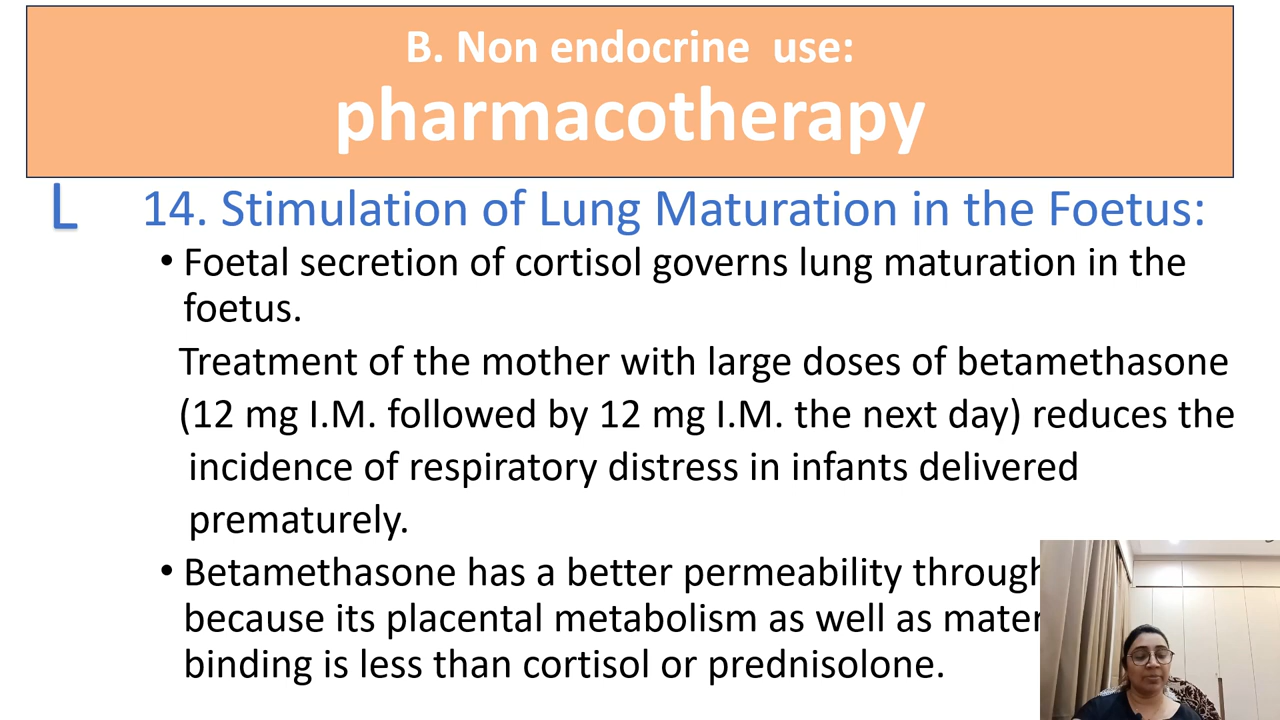 B. Non endocrine use:
pharmacotherapy
L 14. Stimulation of Lung Maturation in the Foetus:
• Foetal secretion of cortisol governs lung maturation in the
foetus.
Treatment of the mother with large doses of betamethasone
(12 mg I.M. followed by 12 mg I.M. the next day) reduces the
incidence of respiratory distress in infants delivered
prematurely.
• Betamethasone has a better permeability through
because its placental metabolism as well as
binding is less than cortisol or prednisolone.